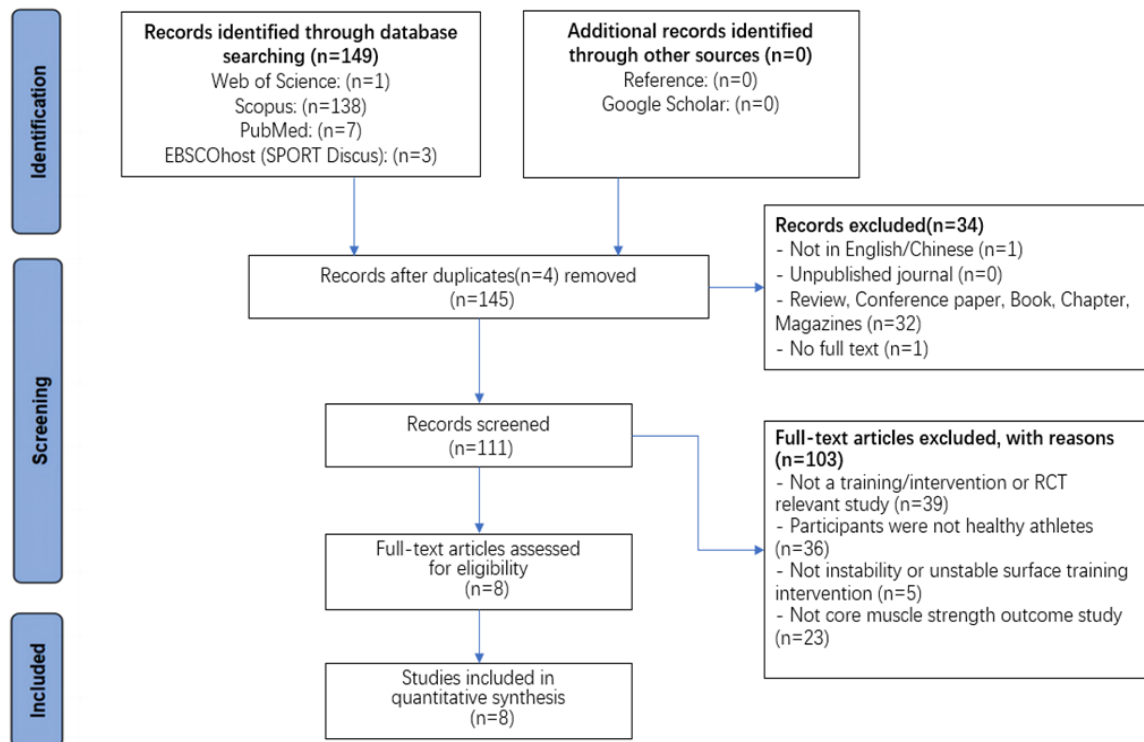 Identification
Records identified through database
searching (n=149)
Web of Science: (n=1)
Scopus: (n=138)
PubMed: (n=7)
EBSCOhost (SPORT Discus): (n=3)
Additional records identified
through other sources (n=0)
Reference: (n=0)
Google Scholar: (n=0)
Records after duplicates(n=4) removed
(n=145)
Records excluded(n=34)
- Not in English/Chinese (n=1)
- Unpublished journal (n=0)
- Review, Conference paper, Book, Chapter,
Magazines (n=32)
- No full text (n=1)
Screening
Records screened
(n=111)
Full-text articles excluded, with reasons
(n=103)
- Not a training/intervention or RCT
relevant study (n=39)
- Participants were not healthy athletes
(n=36)
- Not instability or unstable surface training
intervention (n=5)
- Not core muscle strength outcome study
(n=23)
Full-text articles assessed
for eligibility
(n=8)
Included
Studies included in
quantitative synthesis
(n=8)